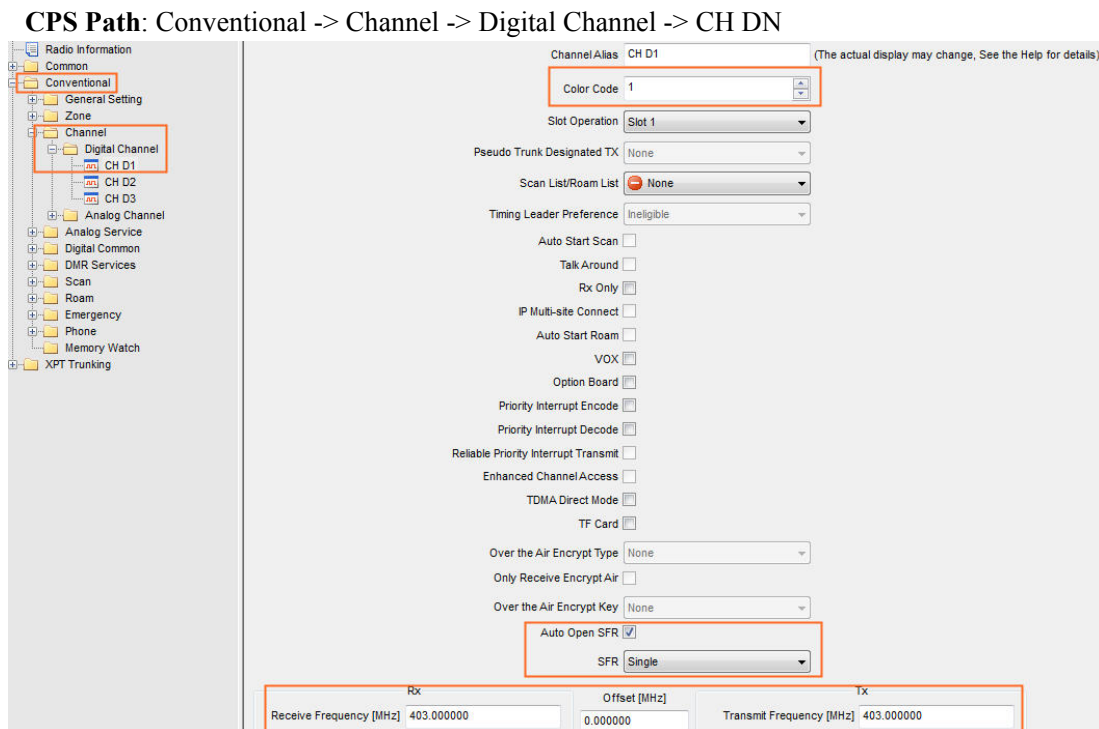 CPS Path: Conventional -> Channel -> Digital Channel -> CH DN
Radio Information
Common
Conventional
General Setting
Zone
Channel
Digital Channel
CH D1
CH D2
CH D3
Analog Channel
Analog Service
Digital Common
DMR Services
Scan
Roam
Emergency
Phone
Memory Watch
XPT Trunking
Channel Alias CH D1 (The actual display may change, See the Help for details)
Color Code 1
Slot Operation Slot 1
Pseudo Trunk Designated TX None
Scan List/Roam List None
Timing Leader Preference Ineligible
Auto Start Scan
Talk Around
Rx Only
IP Multi-site Connect
Auto Start Roam
VOX
Option Board
Priority Interrupt Encode
Priority Interrupt Decode
Reliable Priority Interrupt Transmit
Enhanced Channel Access
TDMA Direct Mode
TF Card
Over the Air Encrypt Type None
Only Receive Encrypt Air
Over the Air Encrypt Key None
Auto Open SFR
SFR Single
Rx Offset [MHz] Tx
Receive Frequency [MHz] 403.000000 0.000000 Transmit Frequency [MHz] 403.000000